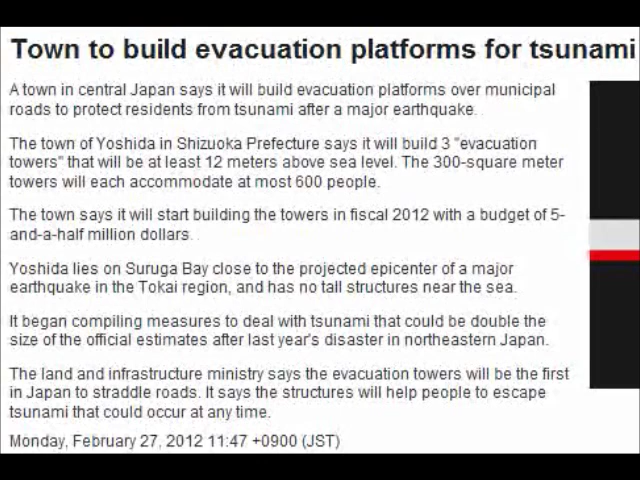 Town to build evacuation platforms for tsunami
A town in central Japan says it will build evacuation platforms over municipal
roads to protect residents from tsunami after a major earthquake.
The town of Yoshida in Shizuoka Prefecture says it will build 3 "evacuation
towers" that will be at least 12 meters above sea level. The 300-square meter
towers will each accommodate at most 600 people.
The town says it will start building the towers in fiscal 2012 with a budget of 5-
and-a-half million dollars.
Yoshida lies on Suruga Bay close to the projected epicenter of a major
earthquake in the Tokai region, and has no tall structures near the sea.
It began compiling measures to deal with tsunami that could be double the
size of the official estimates after last year's disaster in northeastern Japan.
The land and infrastructure ministry says the evacuation towers will be the first
in Japan to straddle roads. It says the structures will help people to escape
tsunami that could occur at any time.
Monday, February 27, 2012 11:47 +0900 (JST)